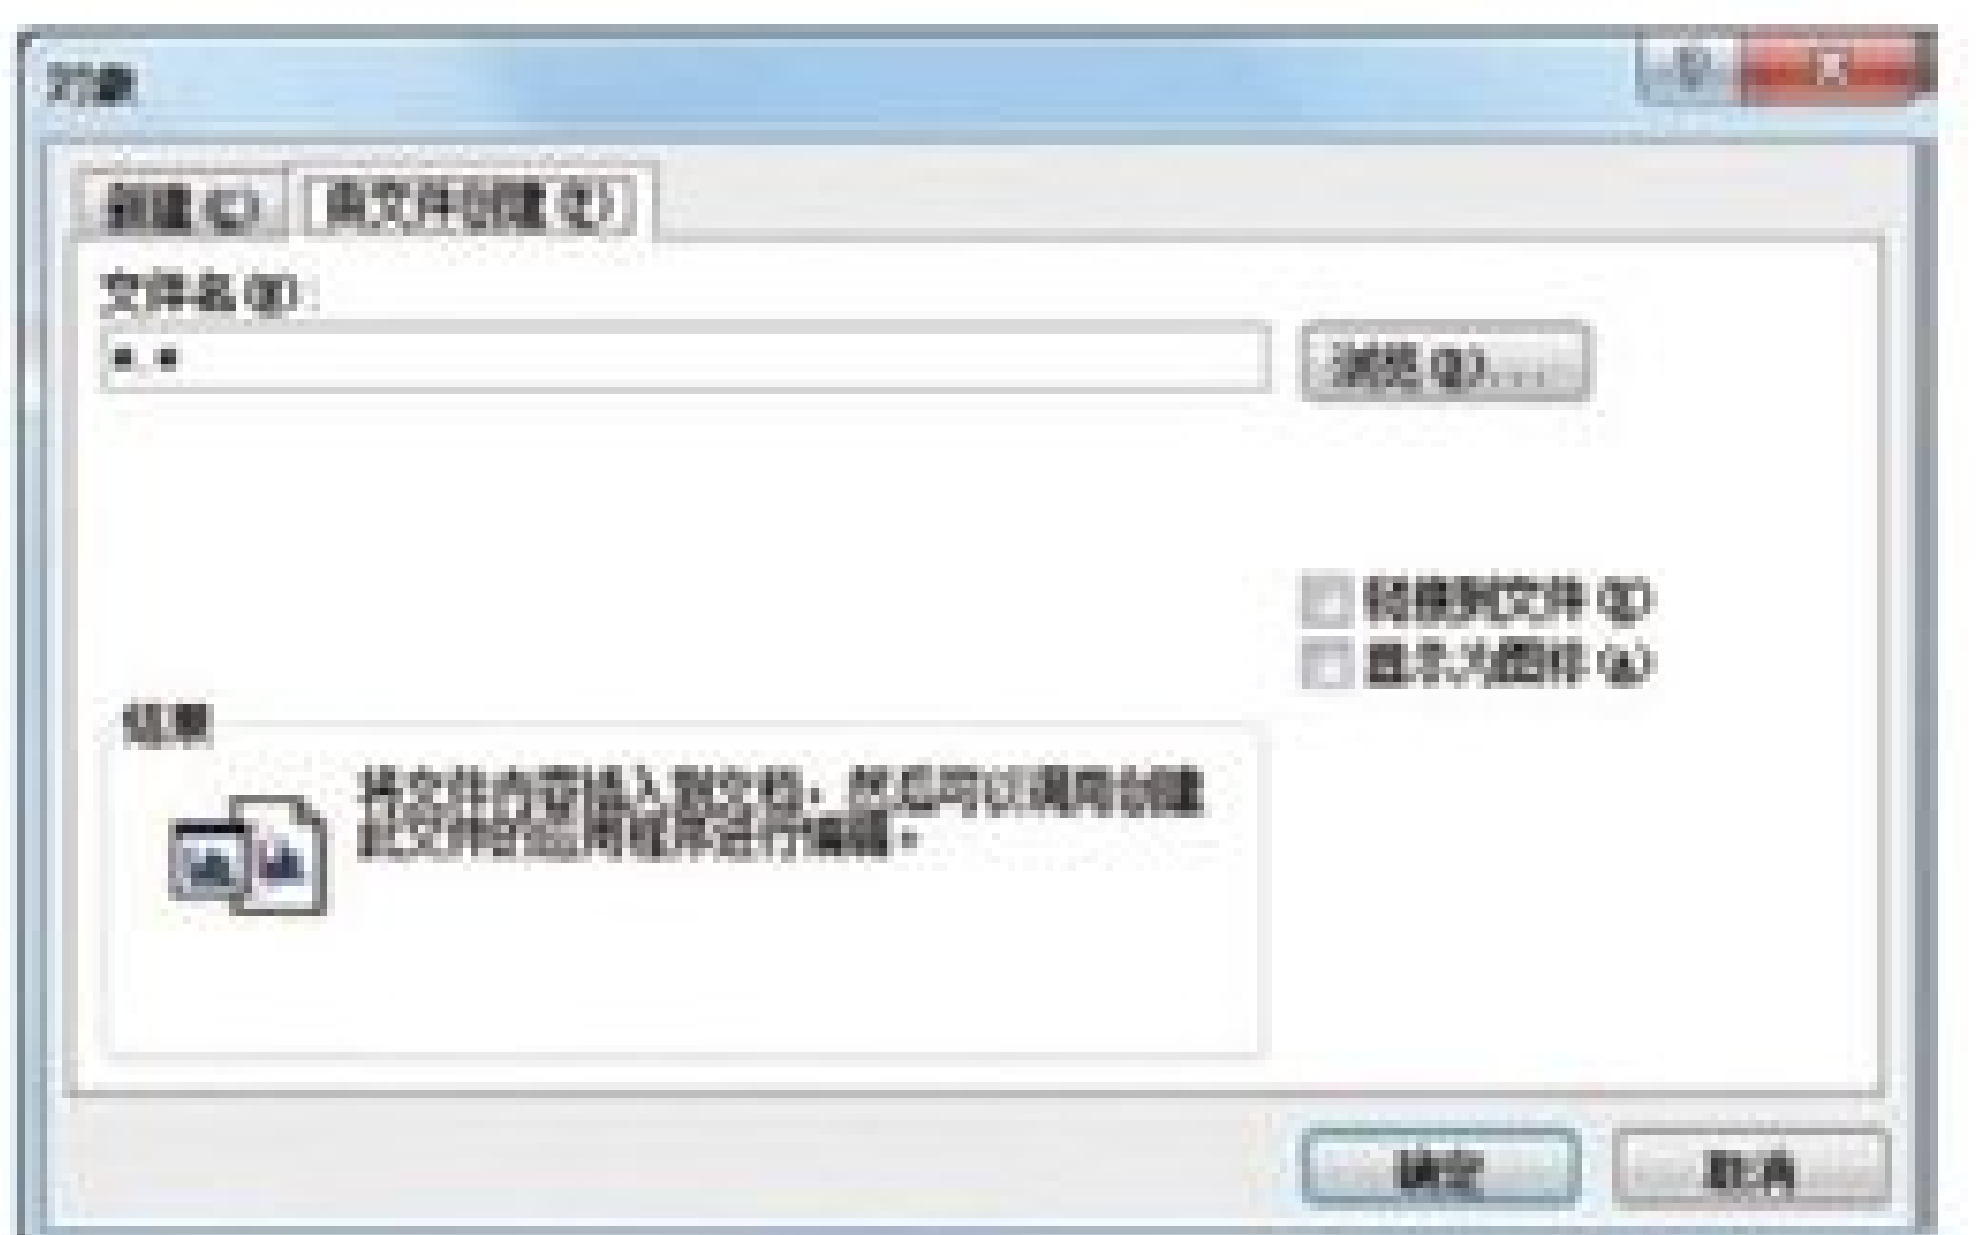 对象
创建(C) 由文件创建(F)
文件名(N):
*.*
浏览(B)...
链接到文件(K)
显示为图标(A)
结果
将文件内容插入到文档，然后可以调用创建
此文件的应用程序进行编辑。
确定 取消